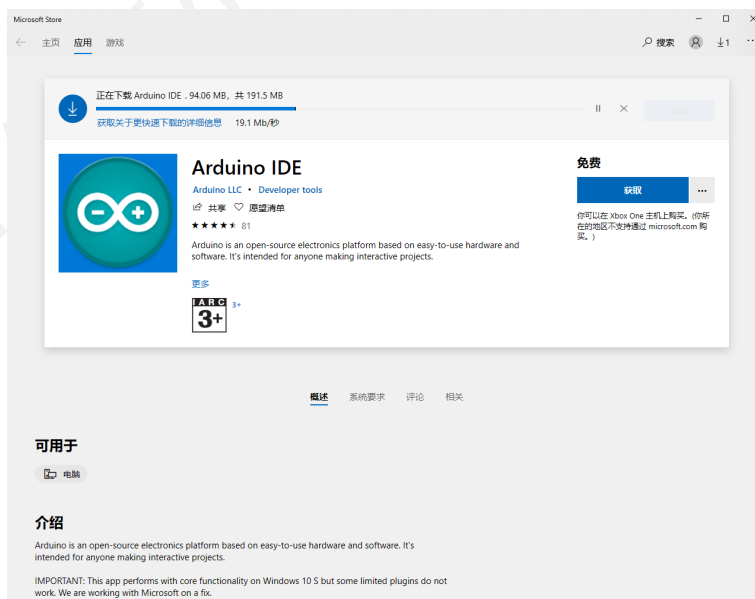 Microsoft Store
主页 应用 游戏 搜索 1
正在下载 Arduino IDE . 94.06 MB，共 191.5 MB
获取关于更快速下载的详细信息 19.1 Mb/秒
Arduino IDE
Arduino LLC • Developer tools
共享 愿望清单
81
Arduino is an open-source electronics platform based on easy-to-use hardware and
software. It's intended for anyone making interactive projects.
更多
IARC 3+
3+
免费
获取
你可以在 Xbox One 主机上购买。(你所
在的地区不支持通过 microsoft.com 购
买。)
概述 系统要求 评论 相关
可用于
电脑
介绍
Arduino is an open-source electronics platform based on easy-to-use hardware and software. It's
intended for anyone making interactive projects.
IMPORTANT: This app performs with core functionality on Windows 10 S but some limited plugins do not
work. We are working with Microsoft on a fix.